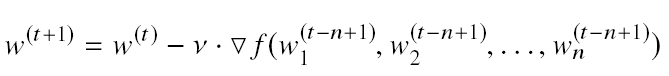 w^{(t+1)} = w^{(t)} − ν · ▽ f(w_1^{(t−n+1)}, w_2^{(t−n+1)}, . . . , w_n^{(t−n+1)})